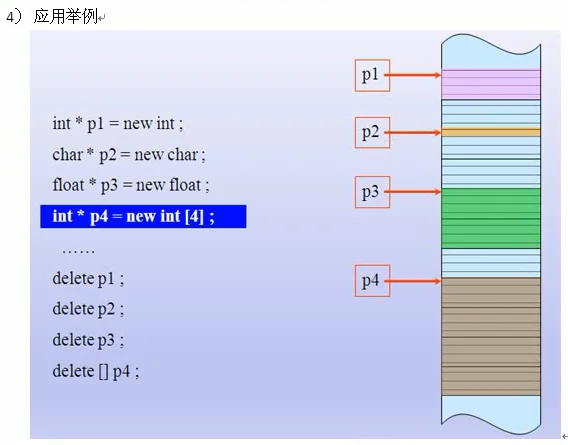 4） 应用举例
int * p1 = new int ;
char * p2 = new char ;
float * p3 = new float ;
int * p4 = new int [4] ;
……
delete p1 ;
delete p2 ;
delete p3 ;
delete [] p4 ;
p1
p2
p3
p4